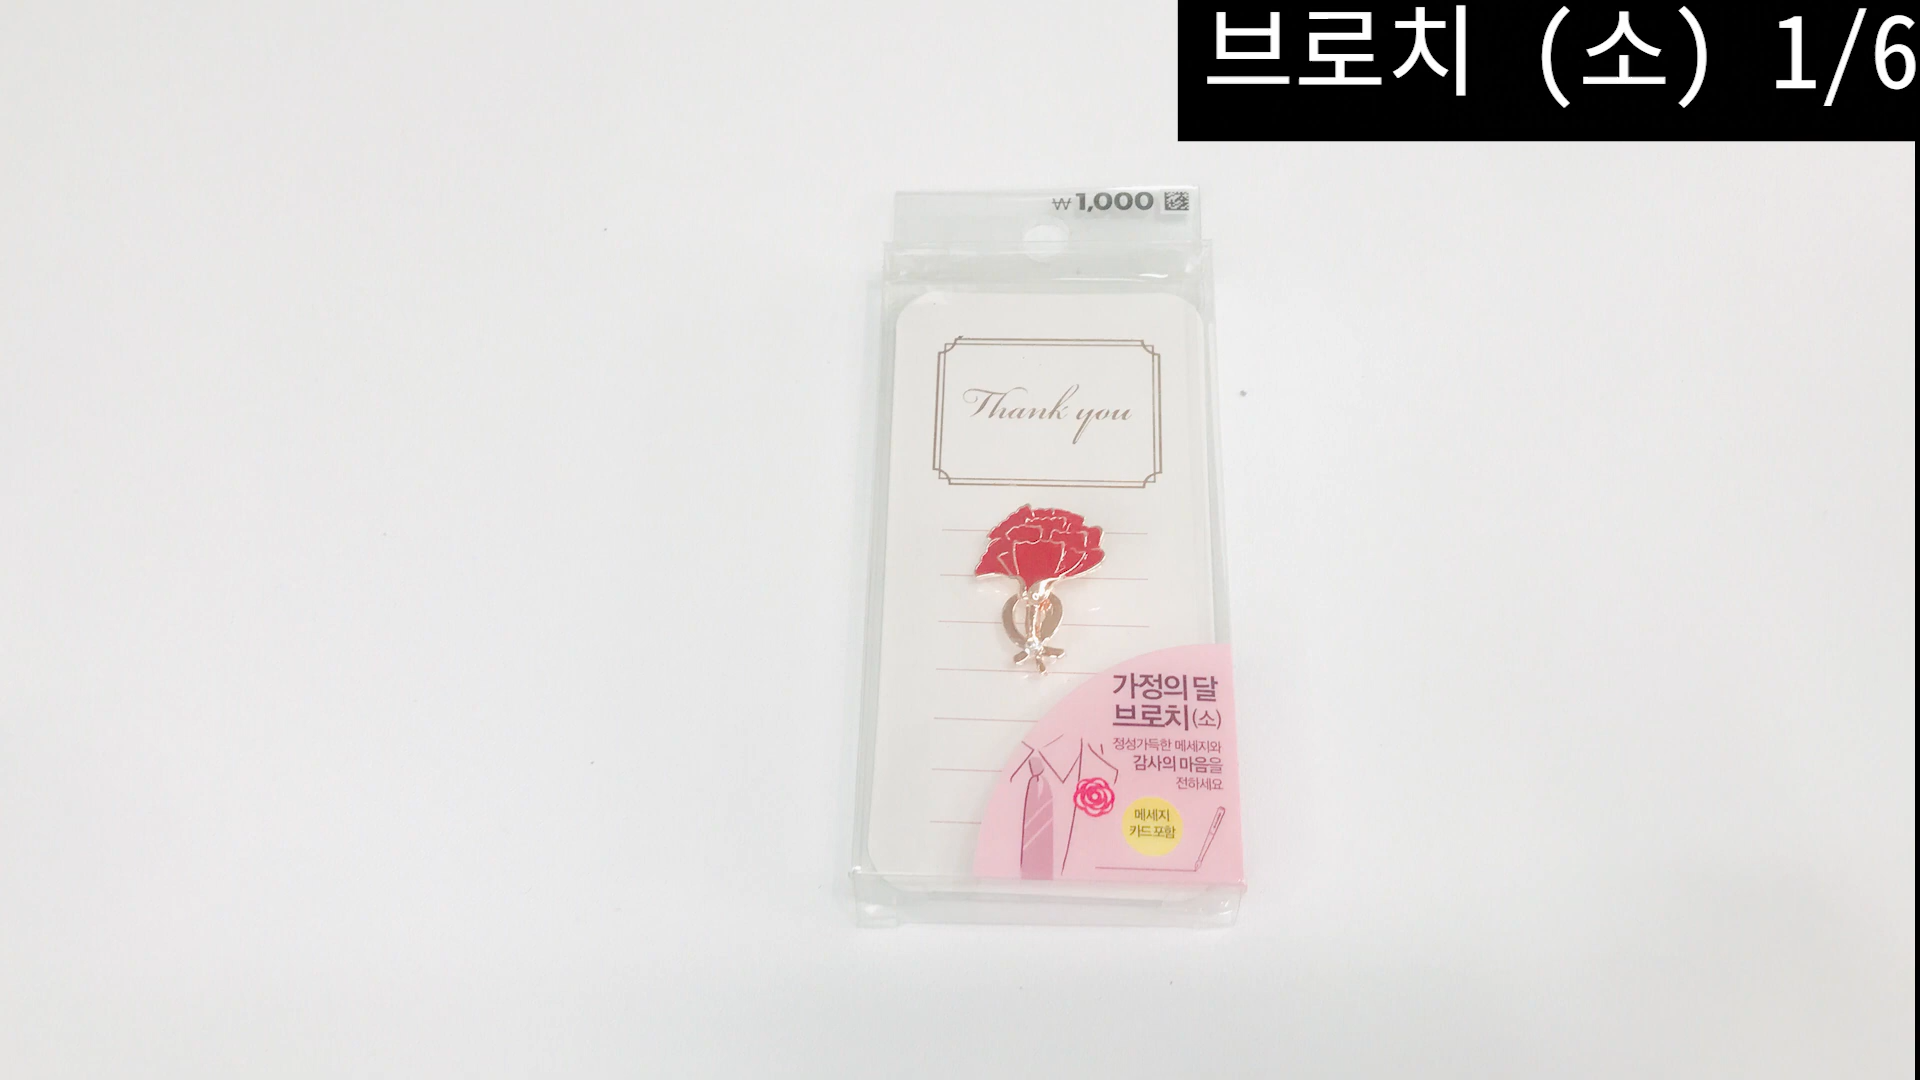 브로치 (소) 1/6
₩1,000
Thank you
가정의 달
브로치(소)
정성가득한 메세지와
감사의 마음을
전하세요
메세지
카드포함